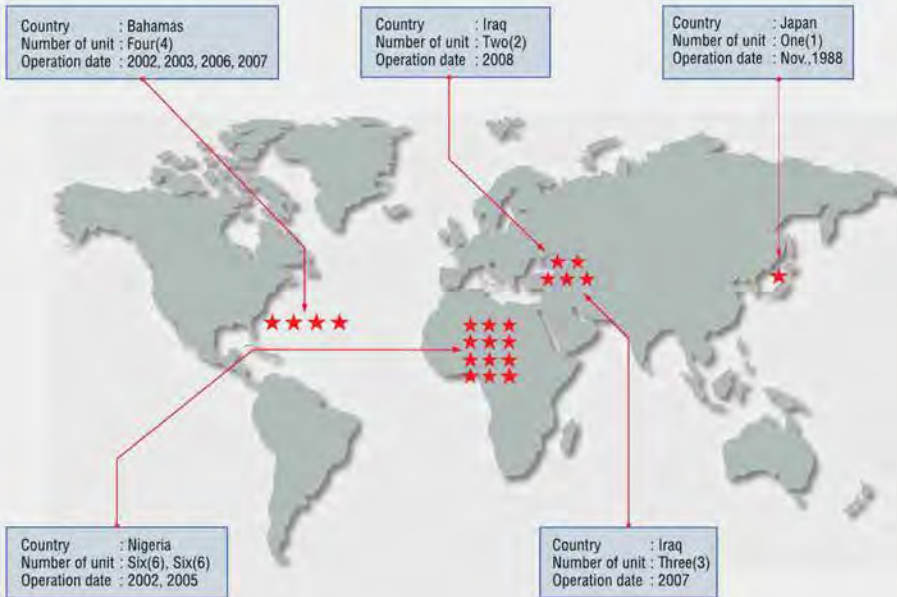 Country : Bahamas
Number of unit : Four(4)
Operation date : 2002, 2003, 2006, 2007
Country : Iraq
Number of unit : Two(2)
Operation date : 2008
Country : Japan
Number of unit : One(1)
Operation date : Nov.,1988
Country : Nigeria
Number of unit : Six(6), Six(6)
Operation date : 2002, 2005
Country : Iraq
Number of unit : Three(3)
Operation date : 2007